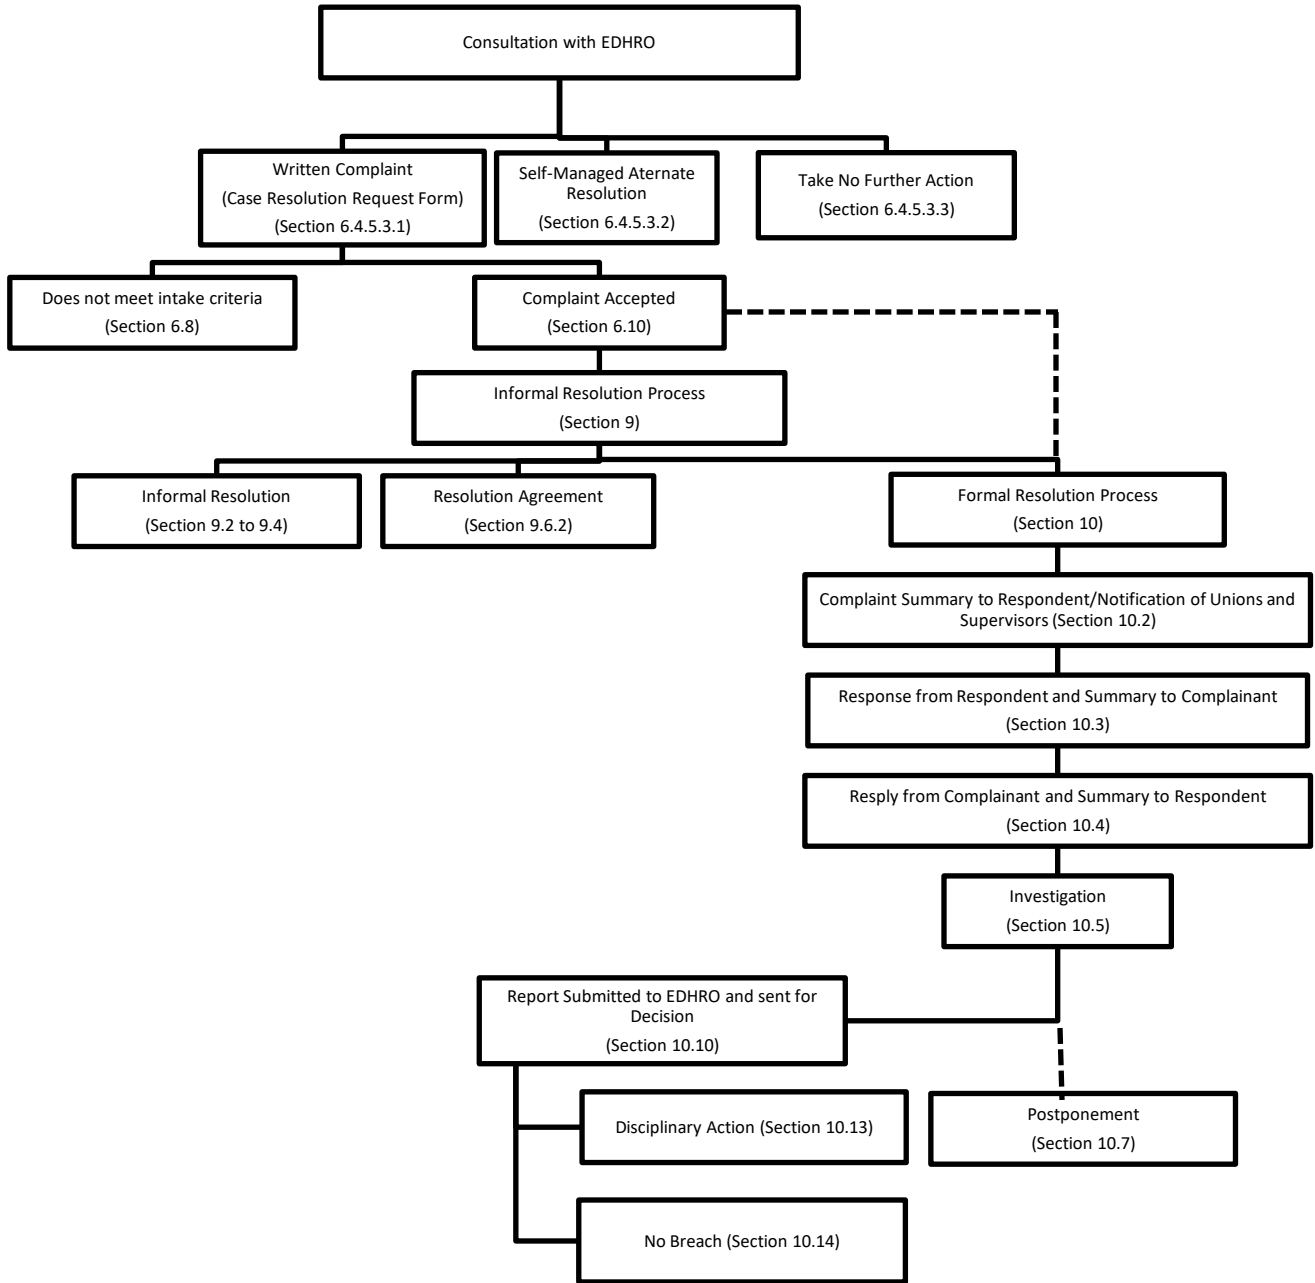 Consultation with EDHRO
Written Complaint
(Case Resolution Request Form)
(Section 6.4.5.3.1)
Self-Managed Aternate
Resolution
(Section 6.4.5.3.2)
Take No Further Action
(Section 6.4.5.3.3)
Does not meet intake criteria
(Section 6.8)
Complaint Accepted
(Section 6.10)
Informal Resolution Process
(Section 9)
Informal Resolution
(Section 9.2 to 9.4)
Resolution Agreement
(Section 9.6.2)
Formal Resolution Process
(Section 10)
Complaint Summary to Respondent/Notification of Unions and
Supervisors (Section 10.2)
Response from Respondent and Summary to Complainant
(Section 10.3)
Resply from Complainant and Summary to Respondent
(Section 10.4)
Investigation
(Section 10.5)
Report Submitted to EDHRO and sent for
Decision
(Section 10.10)
Disciplinary Action (Section 10.13)
Postponement
(Section 10.7)
No Breach (Section 10.14)